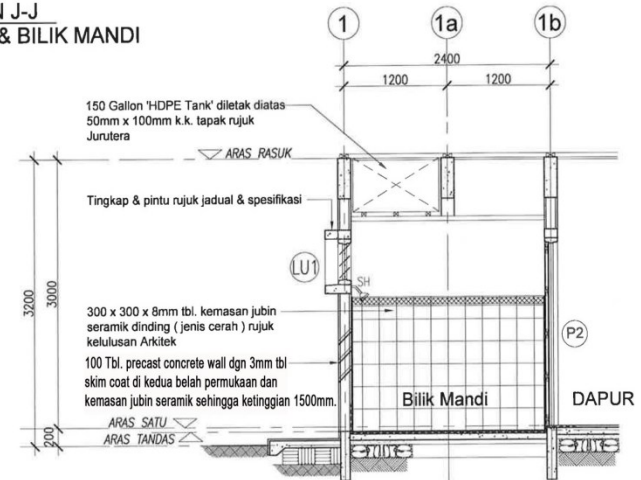 N J-J
& BILIK MANDI
1
1a
1b
2400
1200
1200
150 Gallon 'HDPE Tank' diletak diatas
50mm x 100mm k.k. tapak rujuk
Jurutera
ARAS RASUK
Tingkap & pintu rujuk jadual & spesifikasi
LU1
SH
3200
3000
300 x 300 x 8mm tbl. kemasan jubin
seramik dinding ( jenis cerah ) rujuk
kelulusan Arkitek
P2
100 Tbl. precast concrete wall dgn 3mm tbl
skim coat di kedua belah permukaan dan
kemasan jubin seramik sehingga ketinggian 1500mm.
Bilik Mandi
DAPUR
ARAS SATU
200
ARAS TANDAS